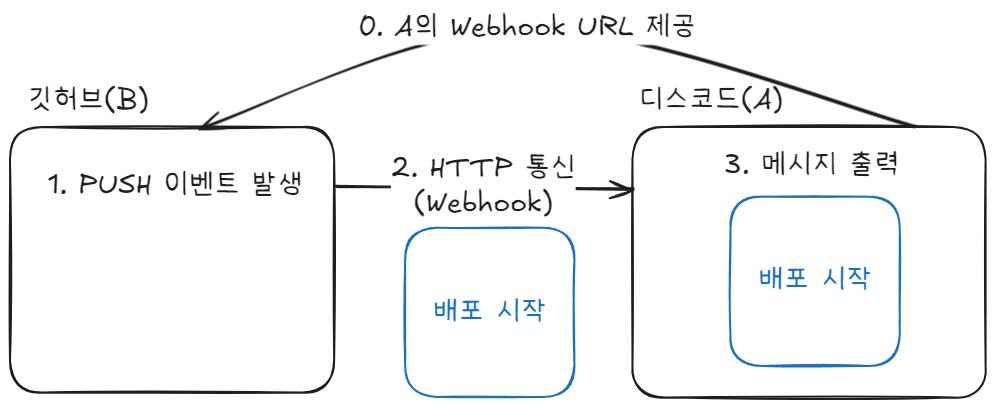 0. A의 Webhook URL 제공
깃허브(B)
디스코드(A)
1. PUSH 이벤트 발생
2. HTTP 통신
(Webhook)
3. 메시지 출력
배포 시작
배포 시작